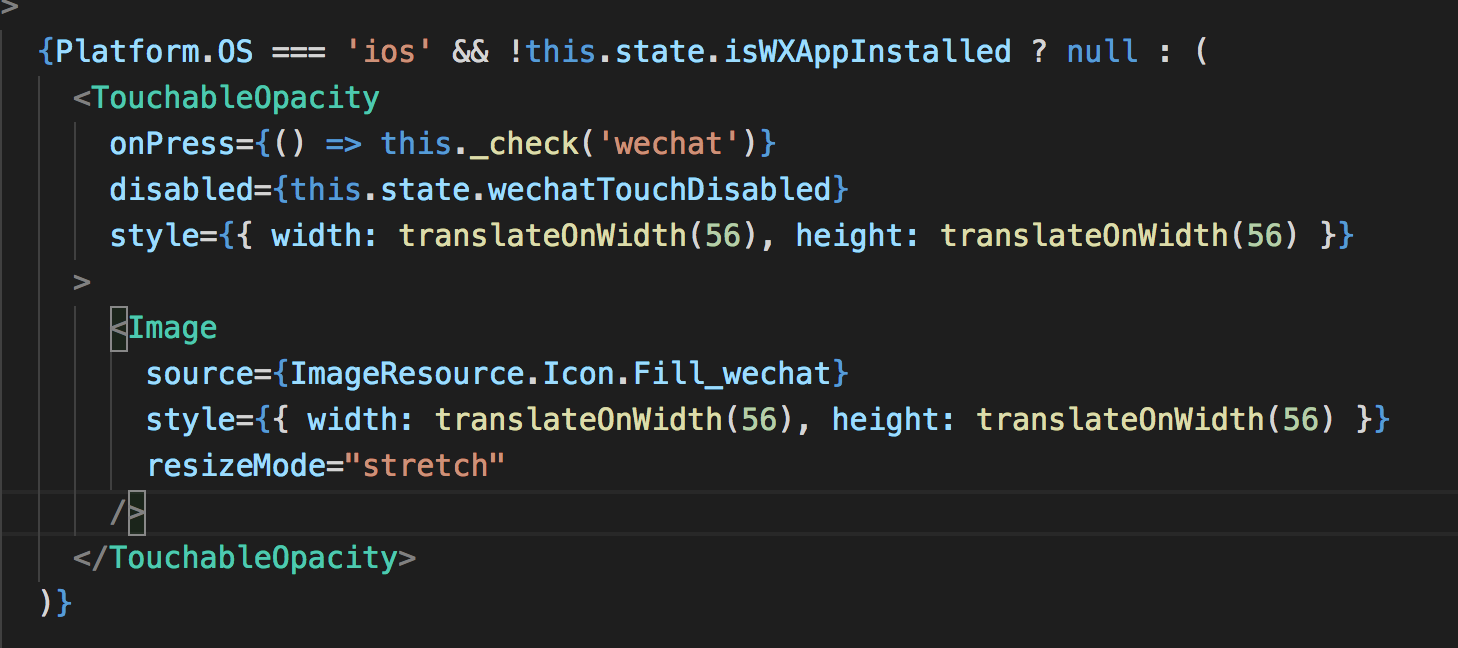 >
{Platform.OS === 'ios' && !this.state.isWXAppInstalled ? null : (
<TouchableOpacity
onPress={() => this._check('wechat')}
disabled={this.state.wechatTouchDisabled}
style={{ width: translateOnWidth(56), height: translateOnWidth(56) }}
>
<Image
source={ImageResource.Icon.Fill_wechat}
style={{ width: translateOnWidth(56), height: translateOnWidth(56) }}
resizeMode="stretch"
/>
</TouchableOpacity>
)}